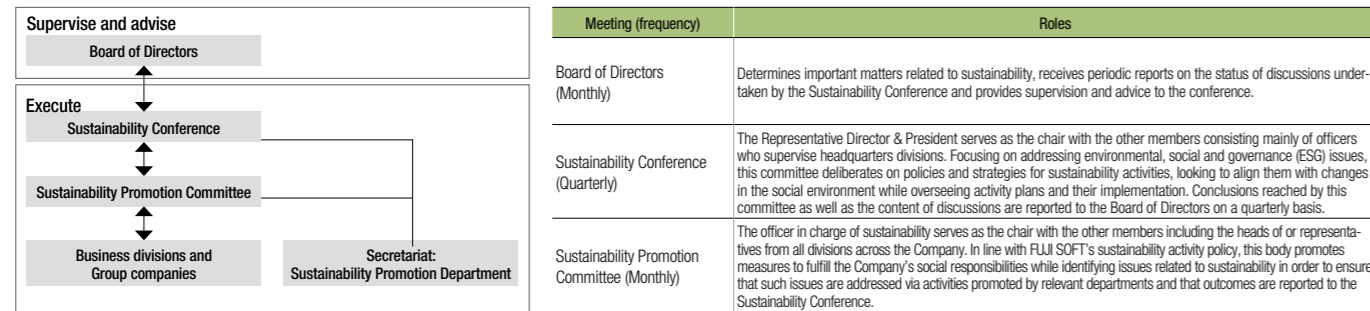 Supervise and advise
Board of Directors
Execute
Sustainability Conference
Sustainability Promotion Committee
Business divisions and
Group companies
Secretariat:
Sustainability Promotion Department
Meeting (frequency)
Roles
Board of Directors
(Monthly)
Determines important matters related to sustainability, receives periodic reports on the status of discussions under-
taken by the Sustainability Conference and provides supervision and advice to the conference.
Sustainability Conference
(Quarterly)
The Representative Director & President serves as the chair with the other members consisting mainly of officers
who supervise headquarters divisions. Focusing on addressing environmental, social and governance (ESG) issues,
this committee deliberates on policies and strategies for sustainability activities, looking to align them with changes
in the social environment while overseeing activity plans and their implementation. Conclusions reached by this
committee as well as the content of discussions are reported to the Board of Directors on a quarterly basis.
Sustainability Promotion
Committee (Monthly)
The officer in charge of sustainability serves as the chair with the other members including the heads of or representa-
tives from all divisions across the Company. In line with FUJI SOFT's sustainability activity policy, this body promotes
measures to fulfill the Company's social responsibilities while identifying issues related to sustainability in order to ensure
that such issues are addressed via activities promoted by relevant departments and that outcomes are reported to the
Sustainability Conference.